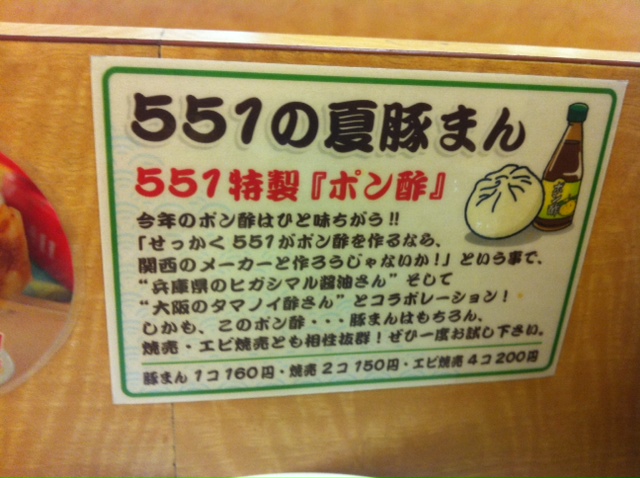 551の夏豚まん
551特製『ポン酢』
今年のポン酢はひと味ちがう!!
「せっかく551がポン酢を作るなら、
関西のメーカーと作ろうじゃないか!」という事で、
“兵庫県のヒガシマル醤油さん”そして
“大阪のタマノイ酢さん”とコラボレーション!
しかも、このポン酢・・・豚まんはもちろん、
焼売・エビ焼売とも相性抜群!ぜひ一度お試し下さい。
豚まん1コ160円・焼売2コ150円・エビ焼売4コ200円
ポン酢